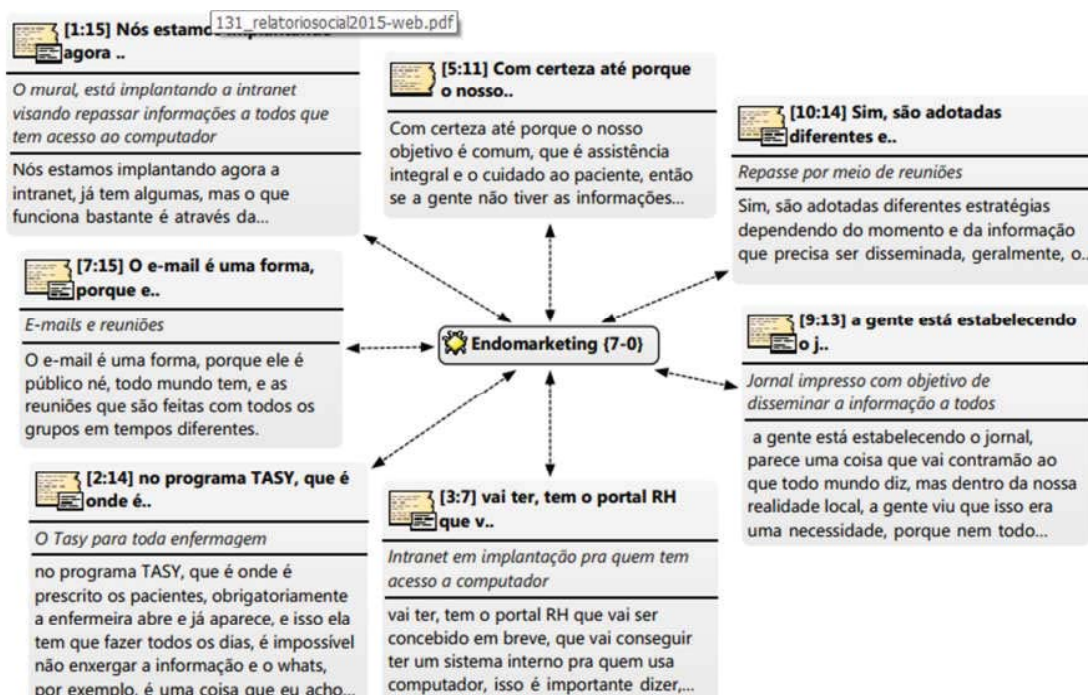 131_relatoriosocial2015-web.pdf
[1:15] Nós estamos implantando
agora ..
O mural, está implantando a intranet
visando repassar informações a todos que
tem acesso ao computador
Nós estamos implantando agora a
intranet, já tem algumas, mas o que
funciona bastante é através da...
[5:11] Com certeza até porque
o nosso..
Com certeza até porque o nosso
objetivo é comum, que é assistência
integral e o cuidado ao paciente, então
se a gente não tiver as informações...
[10:14] Sim, são adotadas
diferentes e..
Repasse por meio de reuniões
Sim, são adotadas diferentes estratégias
dependendo do momento e da informação
que precisa ser disseminada, geralmente, o..
[7:15] O e-mail é uma forma,
porque e..
E-mails e reuniões
O e-mail é uma forma, porque ele é
público né, todo mundo tem, e as
reuniões que são feitas com todos os
grupos em tempos diferentes.
Endomarketing {7-0}
[9:13] a gente está estabelecendo
o j..
Jornal impresso com objetivo de
disseminar a informação a todos
a gente está estabelecendo o jornal,
parece uma coisa que vai contramão ao
que todo mundo diz, mas dentro da nossa
realidade local, a gente viu que isso era
uma necessidade, porque nem todo...
[2:14] no programa TASY, que é
onde é..
O Tasy para toda enfermagem
no programa TASY, que é onde é
prescrito os pacientes, obrigatoriamente
a enfermeira abre e já aparece, e isso ela
tem que fazer todos os dias, é impossível
não enxergar a informação e o whats,
por exemplo, é uma coisa que eu acho...
[3:7] vai ter, tem o portal RH
que v..
Intranet em implantação pra quem tem
acesso a computador
vai ter, tem o portal RH que vai ser
concebido em breve, que vai conseguir
ter um sistema interno pra quem usa
computador, isso é importante dizer,...